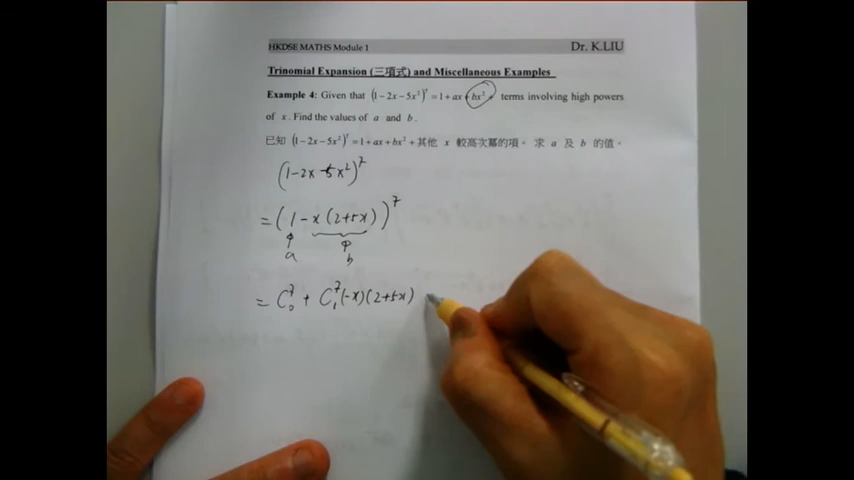 HKDSE MATHS Module 1 Dr. K.LIU
Trinomial Expansion (三項式) and Miscellaneous Examples
Example 4: Given that (1−2x−5x²)⁷ = 1+ax+bx²+ terms involving high powers
of x. Find the values of a and b.
已知 (1−2x−5x²)⁷ = 1+ax+bx²+其他 x 較高次冪的項。求 a 及 b 的值。
(1−2x−5x²)⁷
= (1−x(2+5x))⁷
a b
= C⁷₀ + C⁷₁(−x)(2+5x)